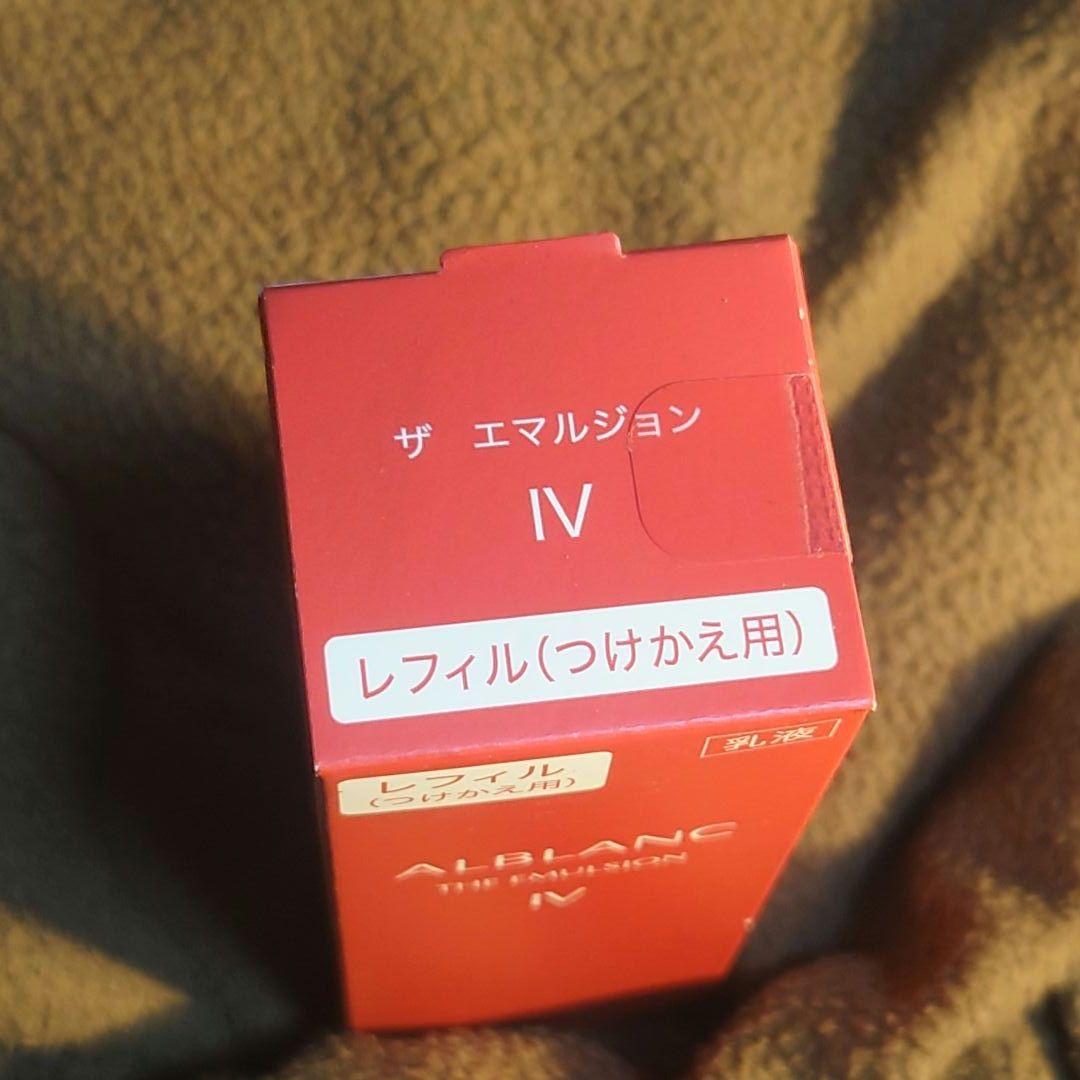 ザ エマルジョン
IV
レフィル(つけかえ用)
レフィル
(つけかえ用)
乳液
ALBLANC
THE EMULSION
IV